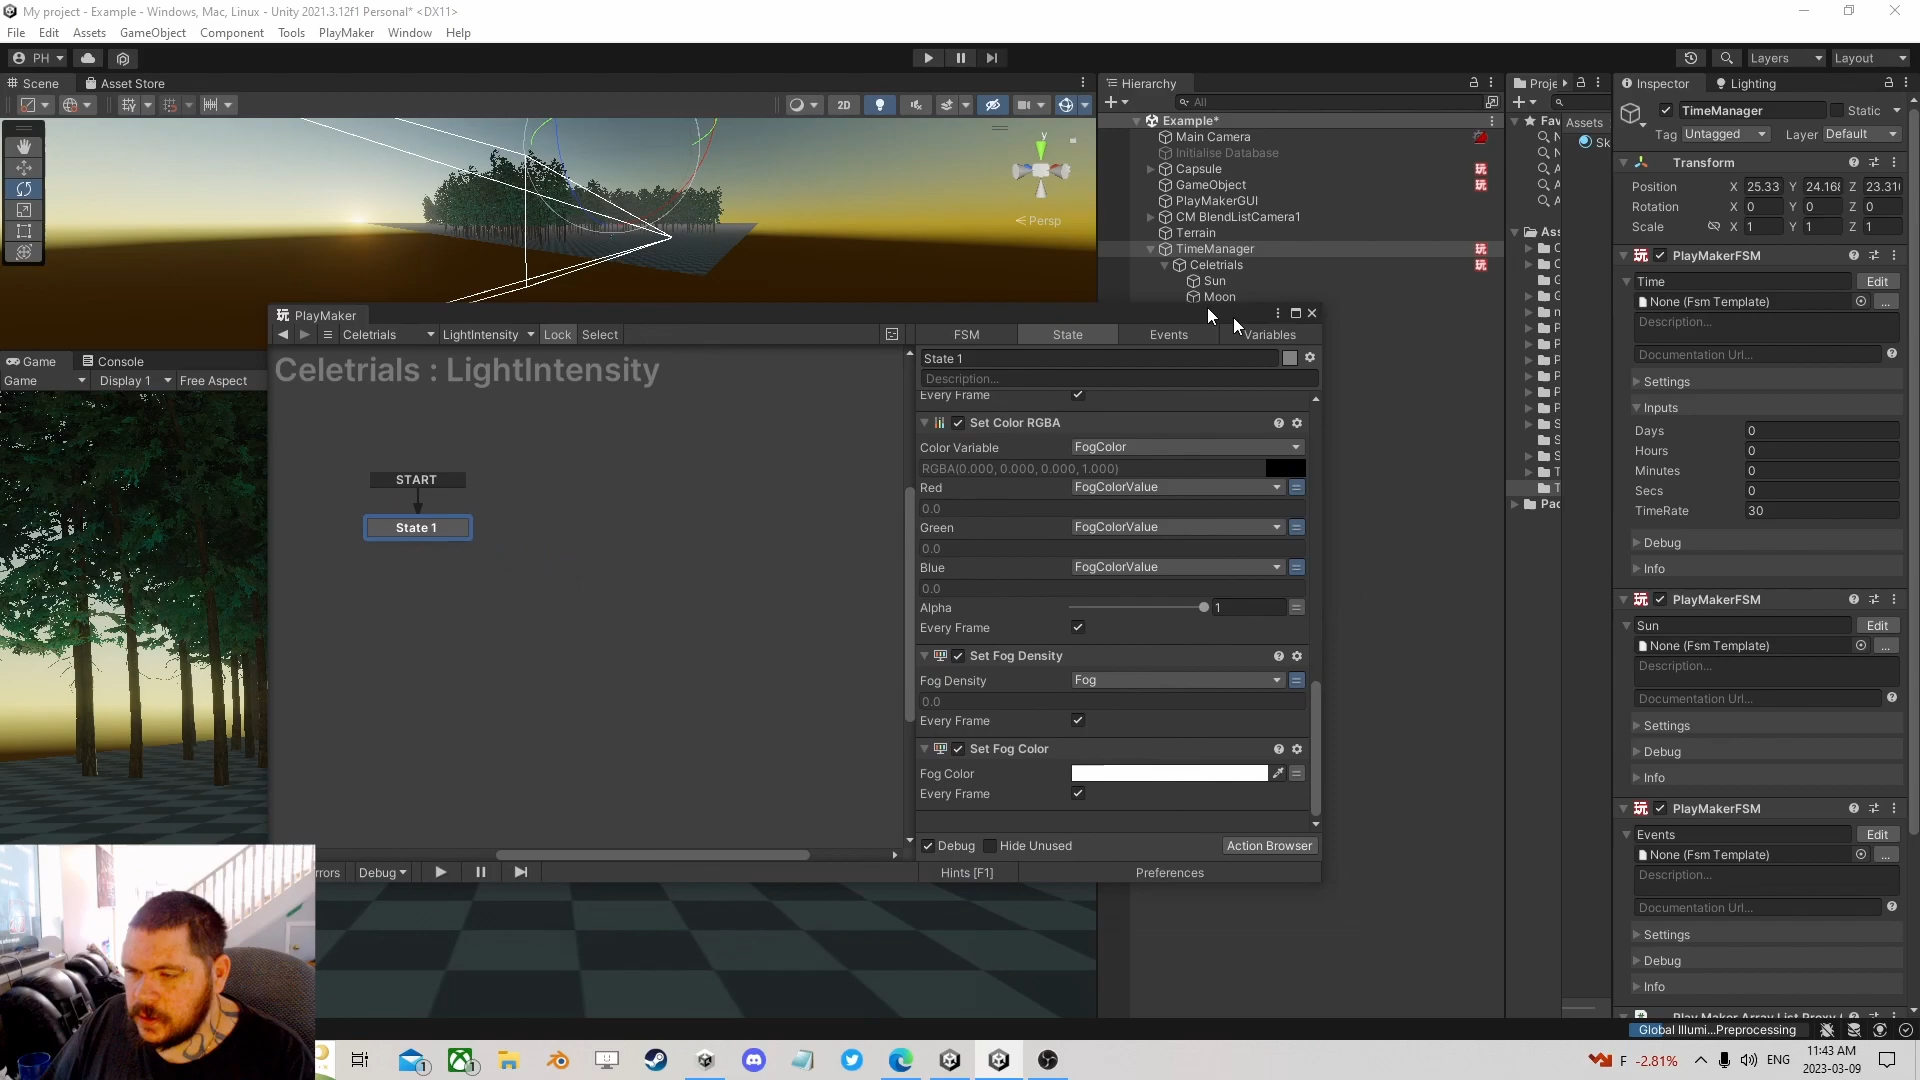 My project - Example - Windows, Mac, Linux - Unity 2021.3.12f1 Personal* <DX11>
File Edit Assets GameObject Component Tools PlayMaker Window Help
PH
Layers
Layout
Scene
Asset Store
2D
y
Persp
Hierarchy
All
Example*
Main Camera
Initialise Database
Capsule
GameObject
PlayMakerGUI
CM BlendListCamera1
Terrain
TimeManager
Celetrials
Sun
Moon
Proje
Fav
Assets
Sk
Ass
Pac
Game
Console
Game
Display 1
Free Aspect
PlayMaker
Celetrials
LightIntensity
Lock
Select
Celetrials : LightIntensity
START
State 1
FSM
State
Events
Variables
State 1
Description...
Every Frame
Set Color RGBA
Color Variable
FogColor
RGBA(0.000, 0.000, 0.000, 1.000)
Red
FogColorValue
0.0
Green
FogColorValue
0.0
Blue
FogColorValue
0.0
Alpha
1
Every Frame
Set Fog Density
Fog Density
Fog
0.0
Every Frame
Set Fog Color
Fog Color
Every Frame
Debug
Hide Unused
Action Browser
rrors
Debug
Hints [F1]
Preferences
Inspector
Lighting
TimeManager
Static
Tag
Untagged
Layer
Default
Transform
Position X 25.33 Y 24.168 Z 23.310
Rotation X 0 Y 0 Z 0
Scale X 1 Y 1 Z 1
PlayMakerFSM
Time
Edit
None (Fsm Template)
...
Description...
Documentation Url...
Settings
Inputs
Days 0
Hours 0
Minutes 0
Secs 0
TimeRate 30
Debug
Info
PlayMakerFSM
Sun
Edit
None (Fsm Template)
...
Description...
Documentation Url...
Settings
Debug
Info
PlayMakerFSM
Events
Edit
None (Fsm Template)
...
Description...
Documentation Url...
Settings
Debug
Info
Global Illumi...Preprocessing
1
1
F -2.81%
ENG
11:43 AM
2023-03-09